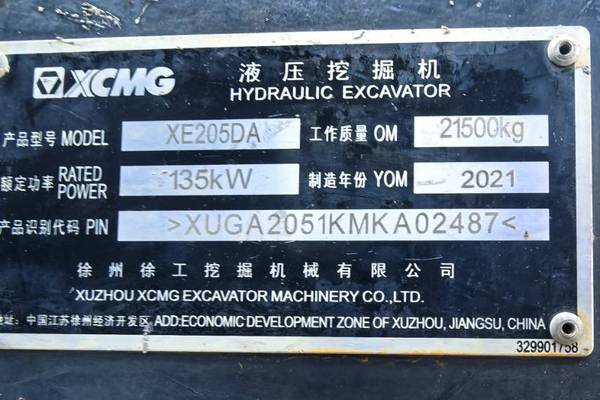 XCMG 液压挖掘机
HYDRAULIC EXCAVATOR
产品型号 MODEL XE205DA 工作质量 OM 21500kg
额定功率 RATED POWER 135kW 制造年份 YOM 2021
产品识别代码 PIN >XUGA2051KMKA02487<
徐州徐工挖掘机械有限公司
XUZHOU XCMG EXCAVATOR MACHINERY CO.,LTD.
地址: 中国江苏徐州经济开发区 ADD:ECONOMIC DEVELOPMENT ZONE OF XUZHOU, JIANGSU, CHINA
329901758